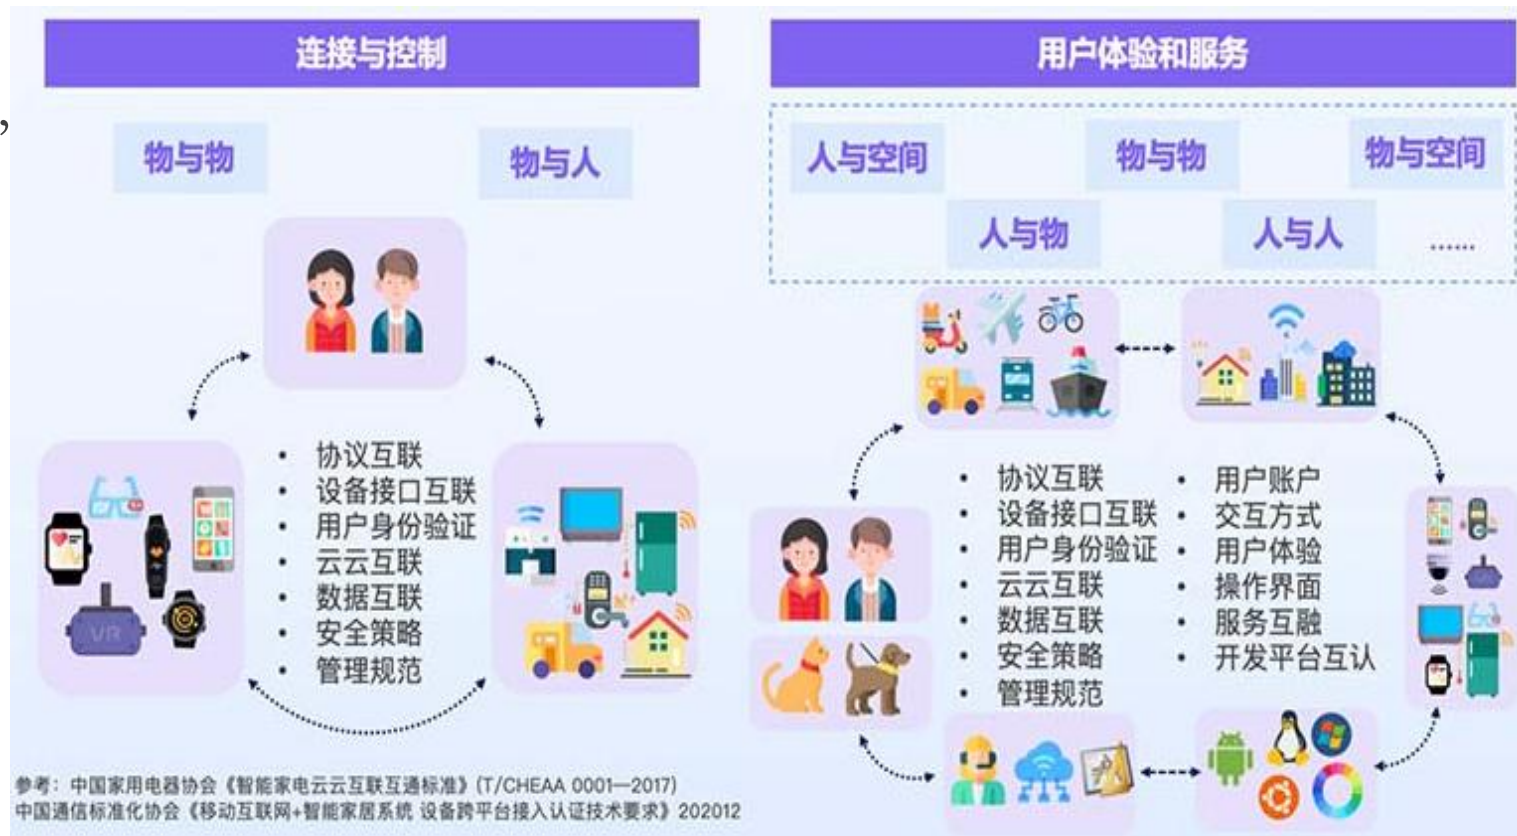 连接与控制
物与物
物与人
• 协议互联
• 设备接口互联
• 用户身份验证
• 云云互联
• 数据互联
• 安全策略
• 管理规范
VR
参考：中国家用电器协会《智能家电云云互联互通标准》(T/CHEAA 0001—2017)
中国通信标准化协会《移动互联网+智能家居系统 设备跨平台接入认证技术要求》202012
,
用户体验和服务
人与空间
物与物
物与空间
人与物
人与人
......
• 协议互联
• 设备接口互联
• 用户身份验证
• 云云互联
• 数据互联
• 安全策略
• 管理规范
• 用户账户
• 交互方式
• 用户体验
• 操作界面
• 服务互融
• 开发平台互认